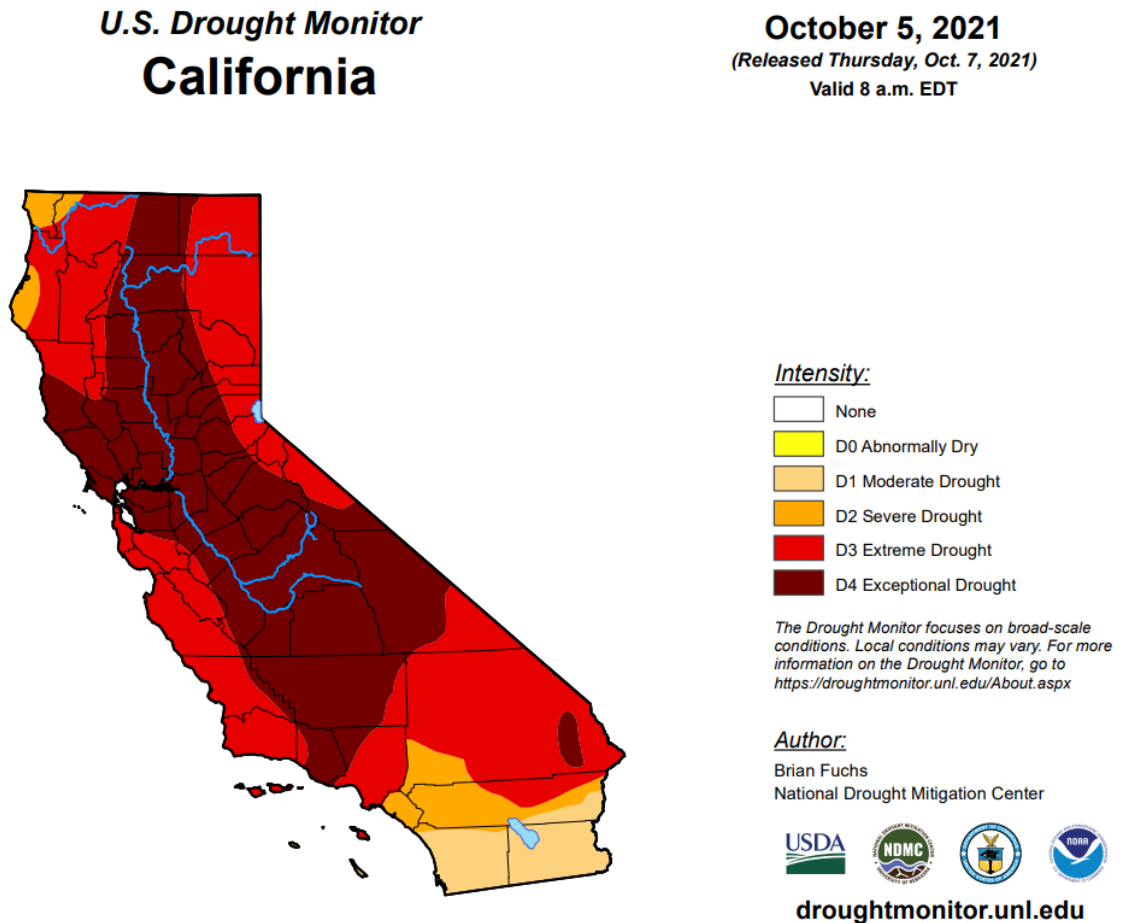 U.S. Drought Monitor
California
October 5, 2021
(Released Thursday, Oct. 7, 2021)
Valid 8 a.m. EDT
Intensity:
None
D0 Abnormally Dry
D1 Moderate Drought
D2 Severe Drought
D3 Extreme Drought
D4 Exceptional Drought
The Drought Monitor focuses on broad-scale
conditions. Local conditions may vary. For more
information on the Drought Monitor, go to
https://droughtmonitor.unl.edu/About.aspx
Author:
Brian Fuchs
National Drought Mitigation Center
USDA
NDMC
NOAA
droughtmonitor.unl.edu